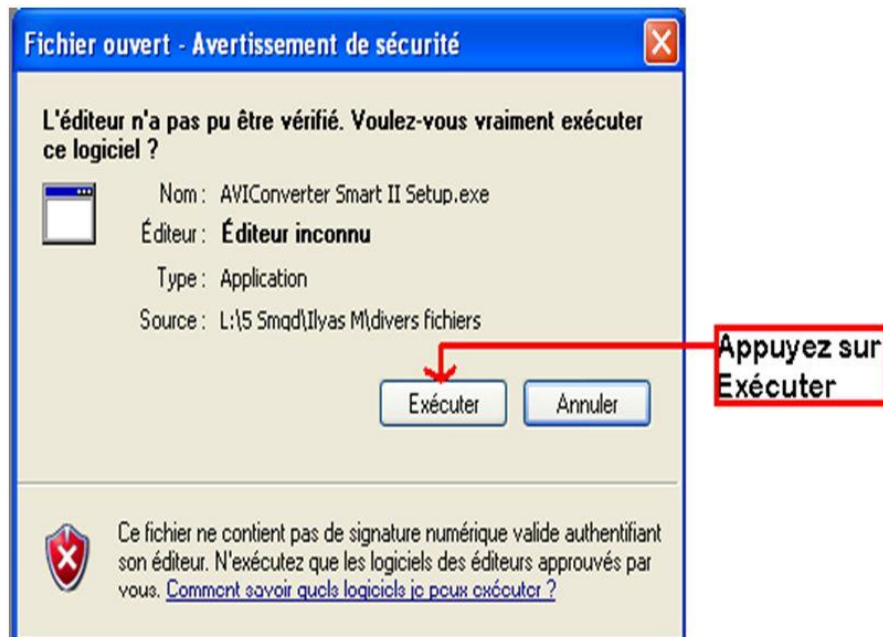 Fichier ouvert - Avertissement de sécurité
L'éditeur n'a pas pu être vérifié. Voulez-vous vraiment exécuter
ce logiciel ?
Nom : AVIConverter Smart II Setup.exe
Éditeur : Éditeur inconnu
Type : Application
Source : L:\5 Smgd\Ilyas M\divers fichiers
Appuyez sur
Exécuter
Exécuter Annuler
Ce fichier ne contient pas de signature numérique valide authentifiant
son éditeur. N'exécutez que les logiciels des éditeurs approuvés par
vous. Comment savoir quels logiciels je peux exécuter ?